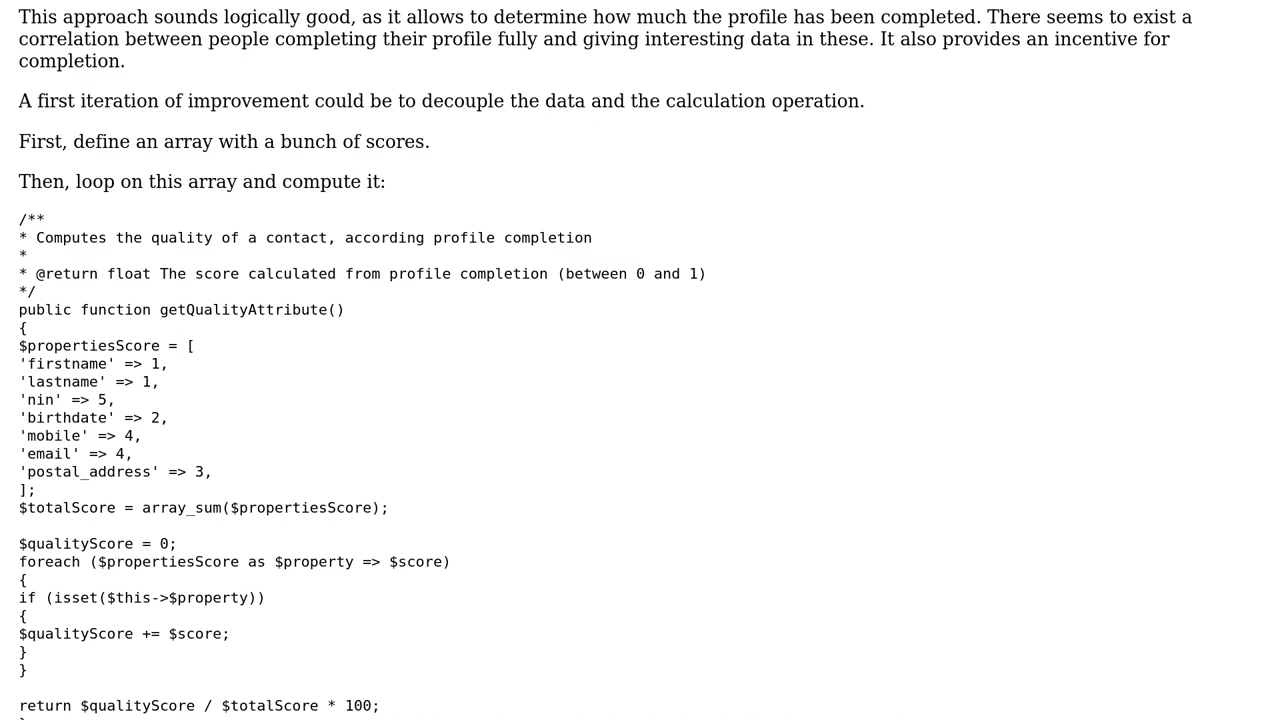 This approach sounds logically good, as it allows to determine how much the profile has been completed. There seems to exist a
correlation between people completing their profile fully and giving interesting data in these. It also provides an incentive for
completion.
A first iteration of improvement could be to decouple the data and the calculation operation.
First, define an array with a bunch of scores.
Then, loop on this array and compute it:
/**
* Computes the quality of a contact, according profile completion
*
* @return float The score calculated from profile completion (between 0 and 1)
*/
public function getQualityAttribute()
{
$propertiesScore = [
'firstname' => 1,
'lastname' => 1,
'nin' => 5,
'birthdate' => 2,
'mobile' => 4,
'email' => 4,
'postal_address' => 3,
];
$totalScore = array_sum($propertiesScore);
$qualityScore = 0;
foreach ($propertiesScore as $property => $score)
{
if (isset($this->$property))
{
$qualityScore += $score;
}
}
return $qualityScore / $totalScore * 100;